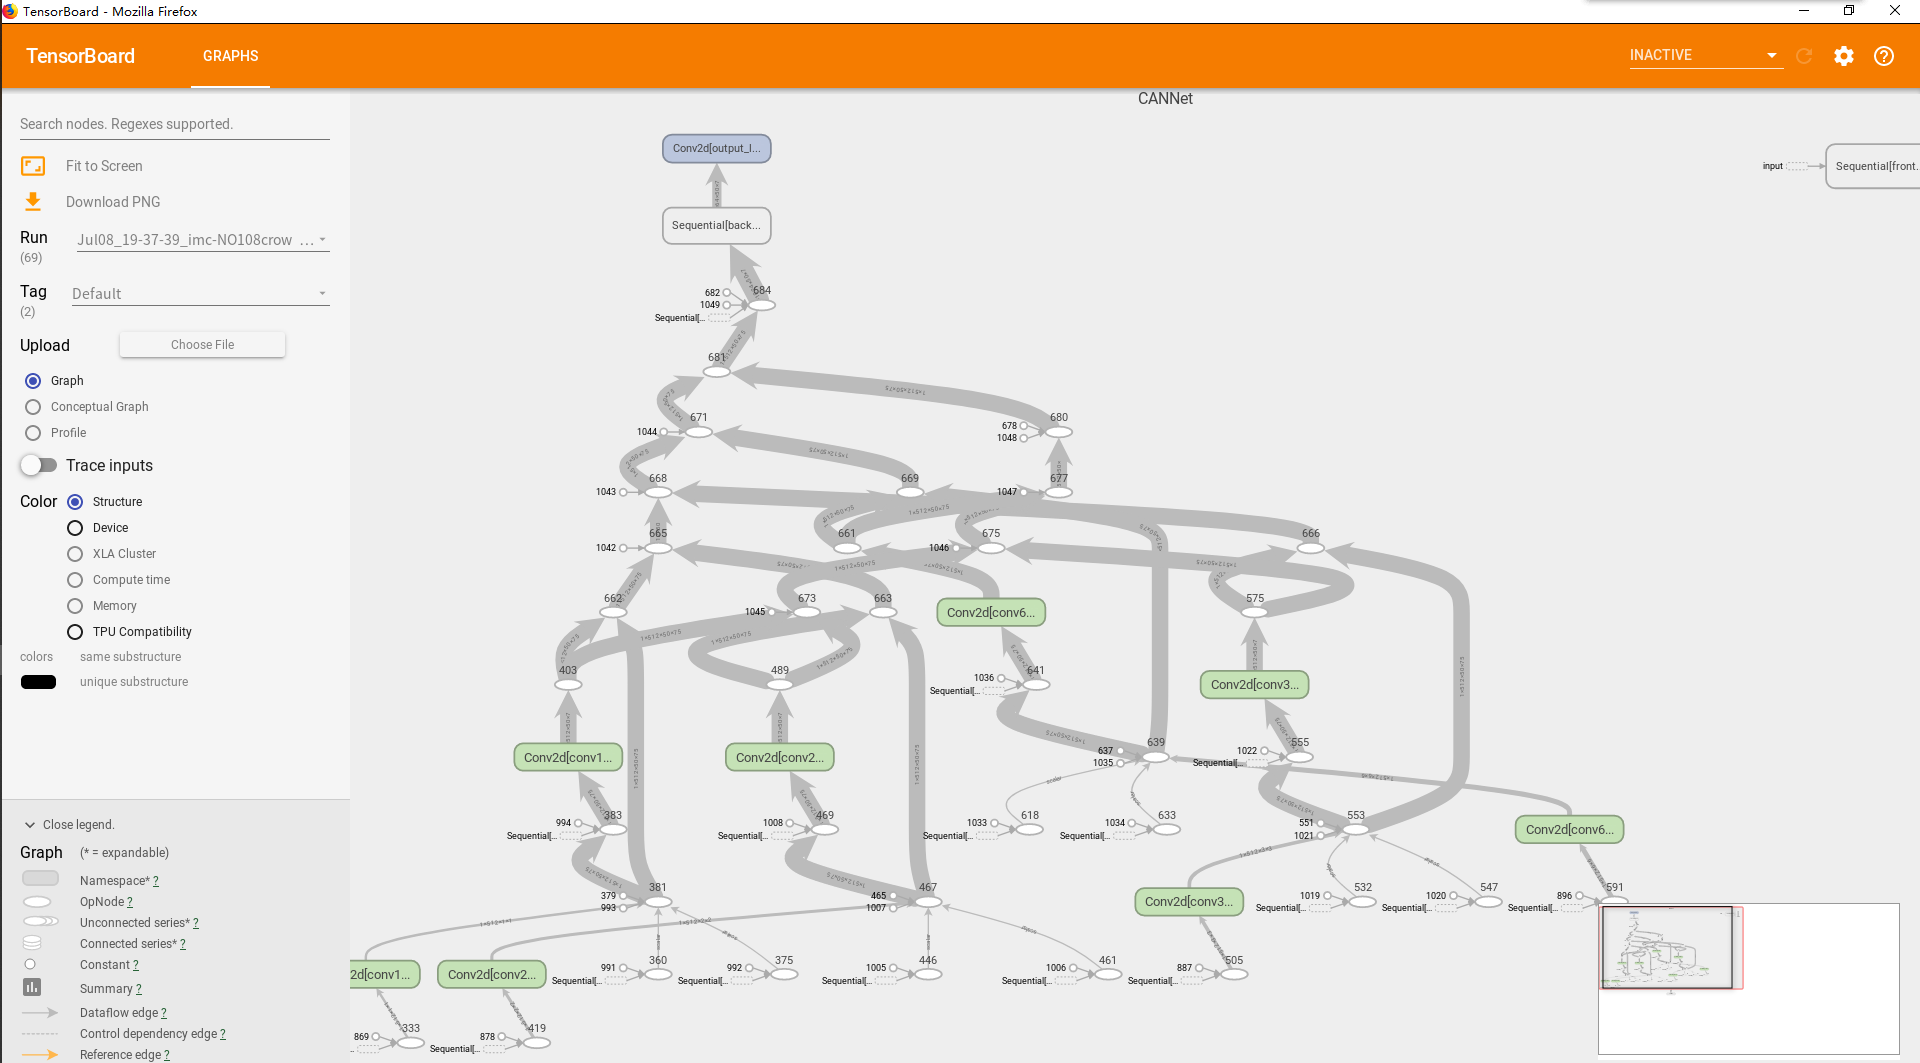 TensorBoard - Mozilla Firefox
TensorBoard
GRAPHS
INACTIVE
Search nodes. Regexes supported.
Fit to Screen
Download PNG
Run
(69)
Jul08_19-37-39_imc-NO108crow ...
Tag
(2)
Default
Upload
Choose File
Graph
Conceptual Graph
Profile
Trace inputs
Color
Structure
Device
XLA Cluster
Compute time
Memory
TPU Compatibility
colors
same substructure
unique substructure
Close legend.
Graph
(* = expandable)
Namespace* ?
OpNode ?
Unconnected series* ?
Connected series* ?
Constant ?
Summary ?
Dataflow edge ?
Control dependency edge ?
Reference edge ?
CANNet
Conv2d[output_l...
input
Sequential[front.
Sequential[back...
684
682
1049
Sequential[...
681
671
1044
680
678
1048
668
1043
669
677
1047
665
1042
661
675
1046
666
662
673
1045
663
Conv2d[conv6...
575
403
489
641
1036
Sequential[...
Conv2d[conv3...
Conv2d[conv1...
Conv2d[conv2...
639
637
1035
555
1022
Sequential[...
383
994
Sequential[...
469
1008
Sequential[...
618
1033
Sequential[...
633
1034
Sequential[...
553
551
1021
Conv2d[conv6...
381
379
993
467
465
1007
Conv2d[conv3...
532
1019
Sequential[...
547
1020
Sequential[...
591
896
Sequential[...
2d[conv1...
Conv2d[conv2...
360
991
Sequential[...
375
992
Sequential[...
446
1005
Sequential[...
461
1006
Sequential[...
505
887
Sequential[...
333
869
419
878
Sequential[...